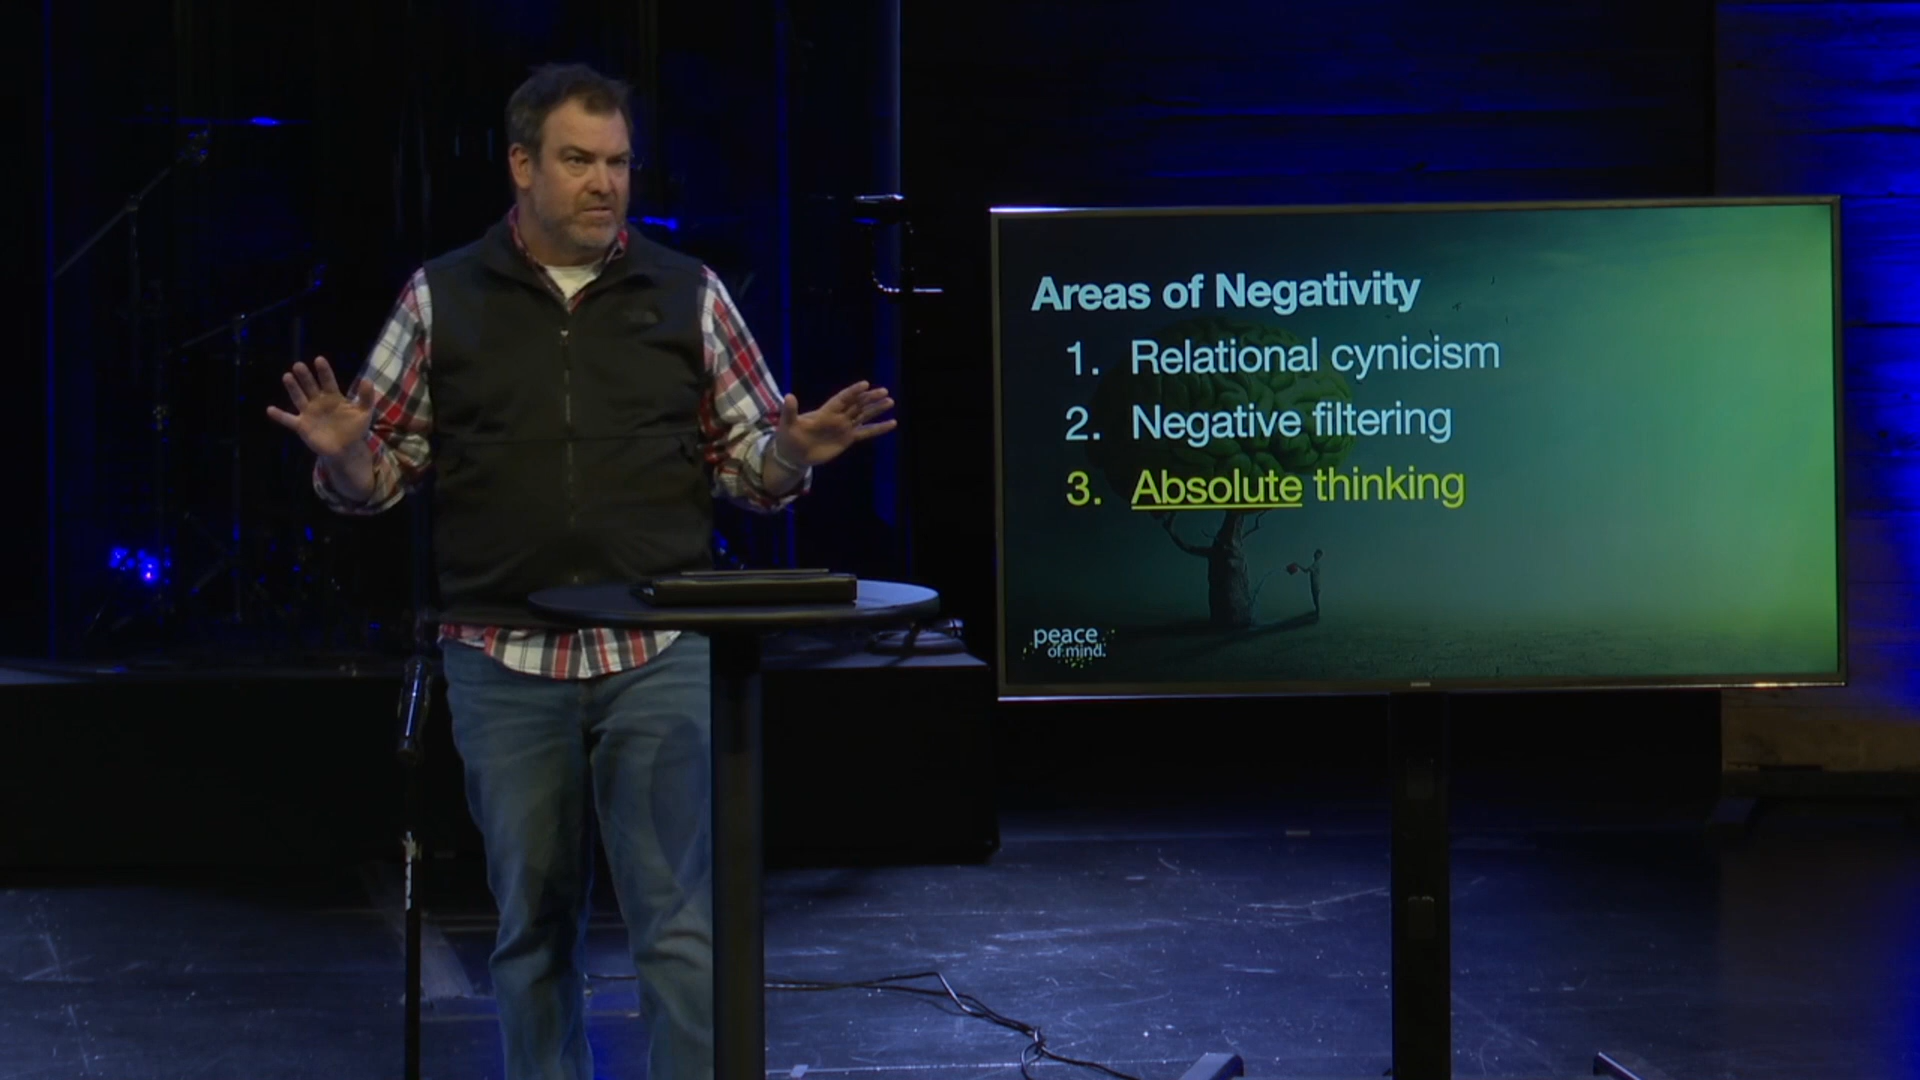 Areas of Negativity
1. Relational cynicism
2. Negative filtering
3. Absolute thinking
peace
of mind.